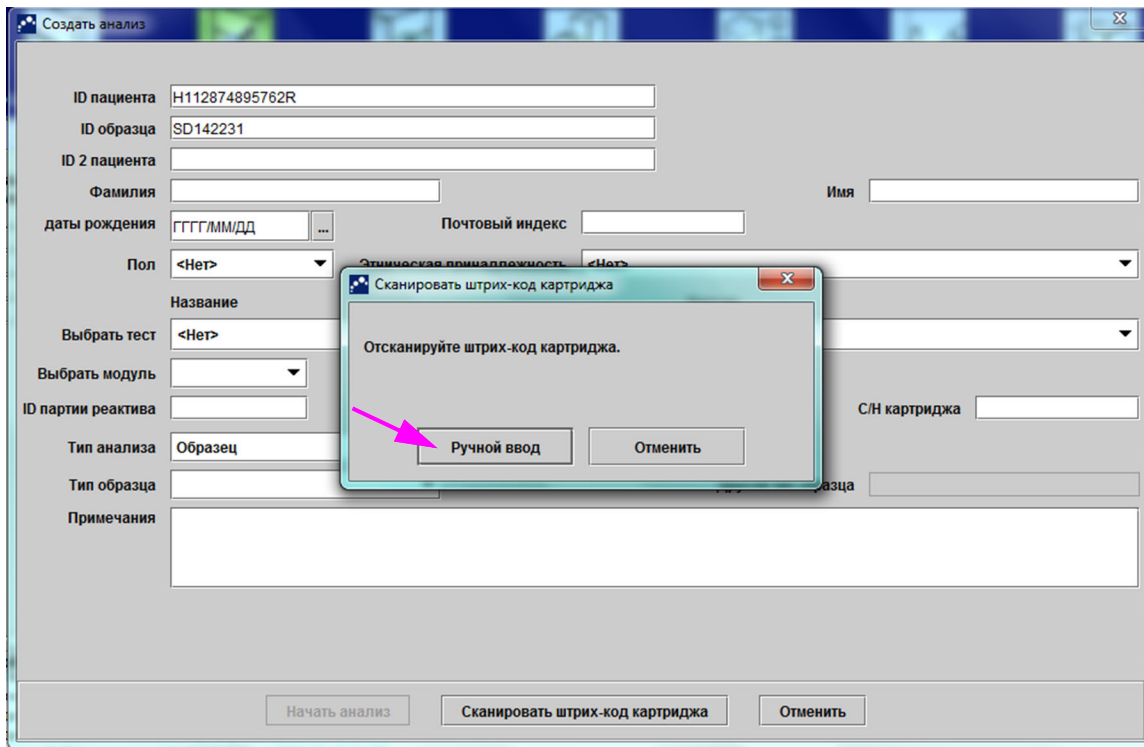 Создать анализ
ID пациента H112874895762R
ID образца SD142231
ID 2 пациента
Фамилия Имя
даты рождения ГГГГ/ММ/ДД ... Почтовый индекс
Пол <Нет> Этническая принадлежность <Нет>
Сканировать штрих-код картриджа
Название
Выбрать тест <Нет>
Отсканируйте штрих-код картриджа.
Выбрать модуль
ID партии реактива С/Н картриджа
Тип анализа Образец
Ручной ввод Отменить
Тип образца
Примечания
Начать анализ Сканировать штрих-код картриджа Отменить